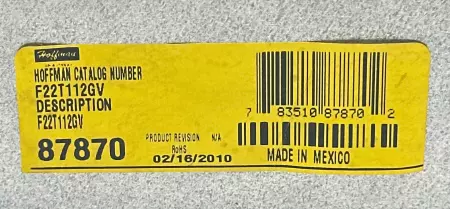 Hoffman
HOFFMAN CATALOG NUMBER
F22T112GV
DESCRIPTION
F22T112GV
87870
PRODUCT REVISION N/A
RoHS
02/16/2010
7 83510 87870 2
MADE IN MEXICO